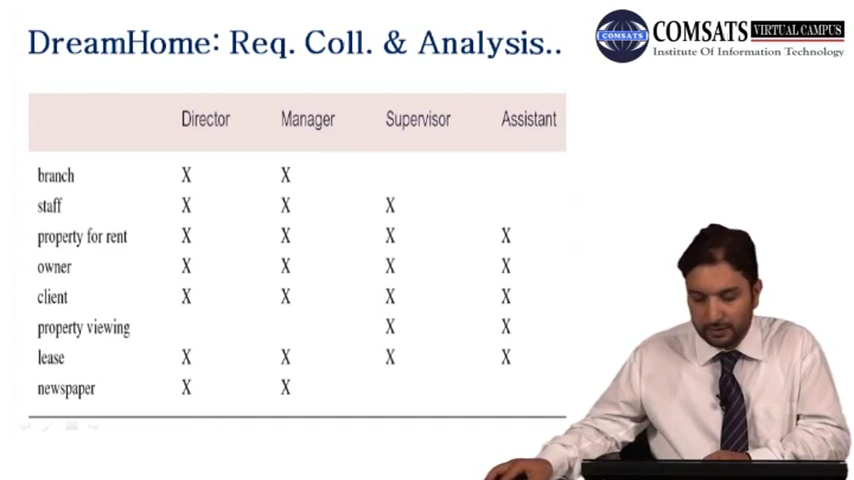 DreamHome: Req. Coll. & Analysis..
COMSATS
COMSATS VIRTUAL CAMPUS
Institute Of Information Technology
Director Manager Supervisor Assistant
branch X X
staff X X X
property for rent X X X X
owner X X X X
client X X X X
property viewing X X
lease X X X X
newspaper X X